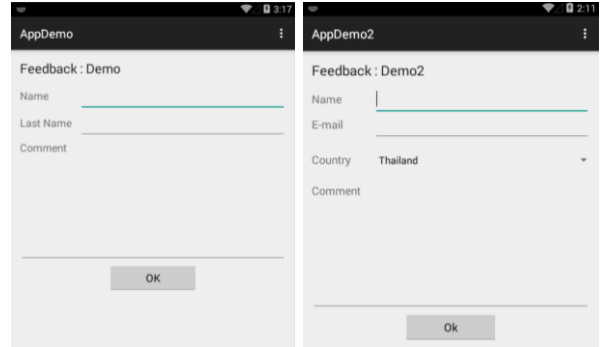 3:17
AppDemo
Feedback : Demo
Name
Last Name
Comment
OK
2:11
AppDemo2
Feedback : Demo2
Name
E-mail
Country Thailand
Comment
Ok